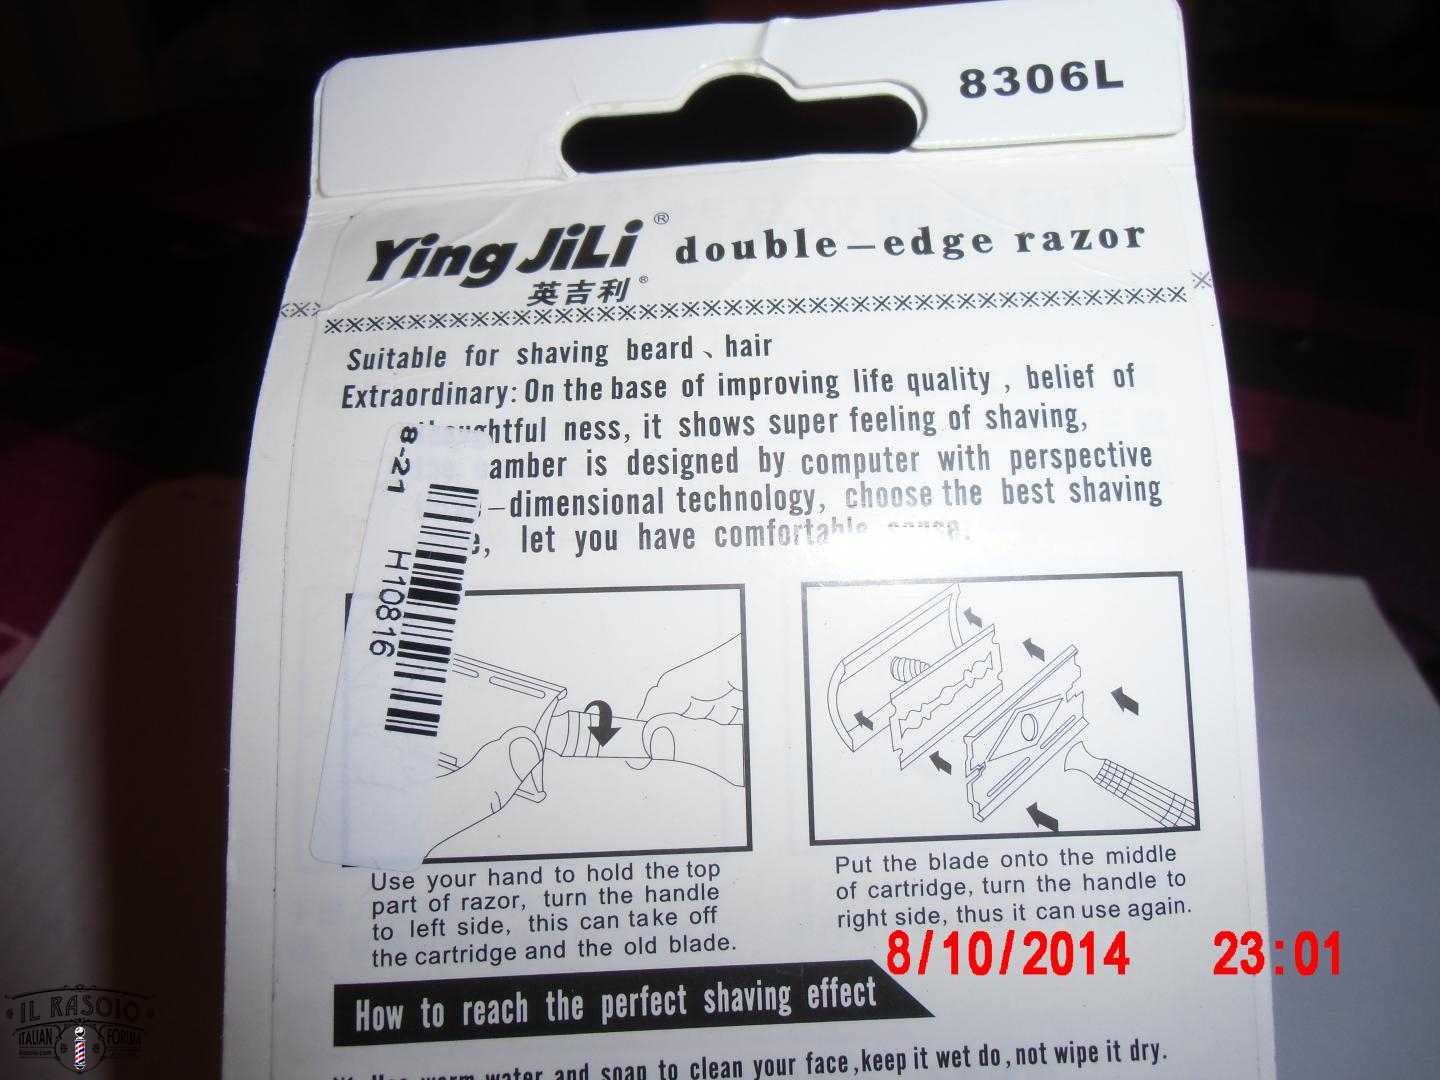 8306L
Ying JiLi® double-edge razor
英吉利®
Suitable for shaving beard、hair
Extraordinary: On the base of improving life quality , belief of
ness, it shows super feeling of shaving,
is designed by computer with perspective
-dimensional technology, choose the best shaving
let you have comfortable sense.
8-21
H10816
Use your hand to hold the top
part of razor, turn the handle
to left side, this can take off
the cartridge and the old blade.
Put the blade onto the middle
of cartridge, turn the handle to
right side, thus it can use again.
8/10/2014 23:01
How to reach the perfect shaving effect
Use warm water and soap to clean your face,keep it wet do,not wipe it dry.
IL RASOIO
ITALIAN FORUM
ilrasoio.com